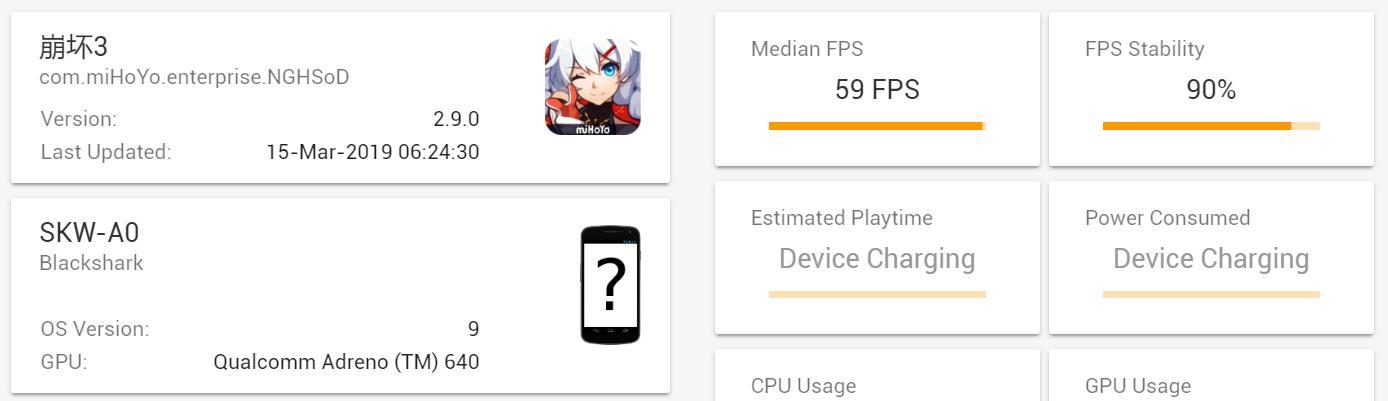 崩坏3
com.miHoYo.enterprise.NGHSoD
Version: 2.9.0
Last Updated: 15-Mar-2019 06:24:30
miHoYo
SKW-A0
Blackshark
?
OS Version: 9
GPU: Qualcomm Adreno (TM) 640
Median FPS
59 FPS
FPS Stability
90%
Estimated Playtime
Device Charging
Power Consumed
Device Charging
CPU Usage
GPU Usage